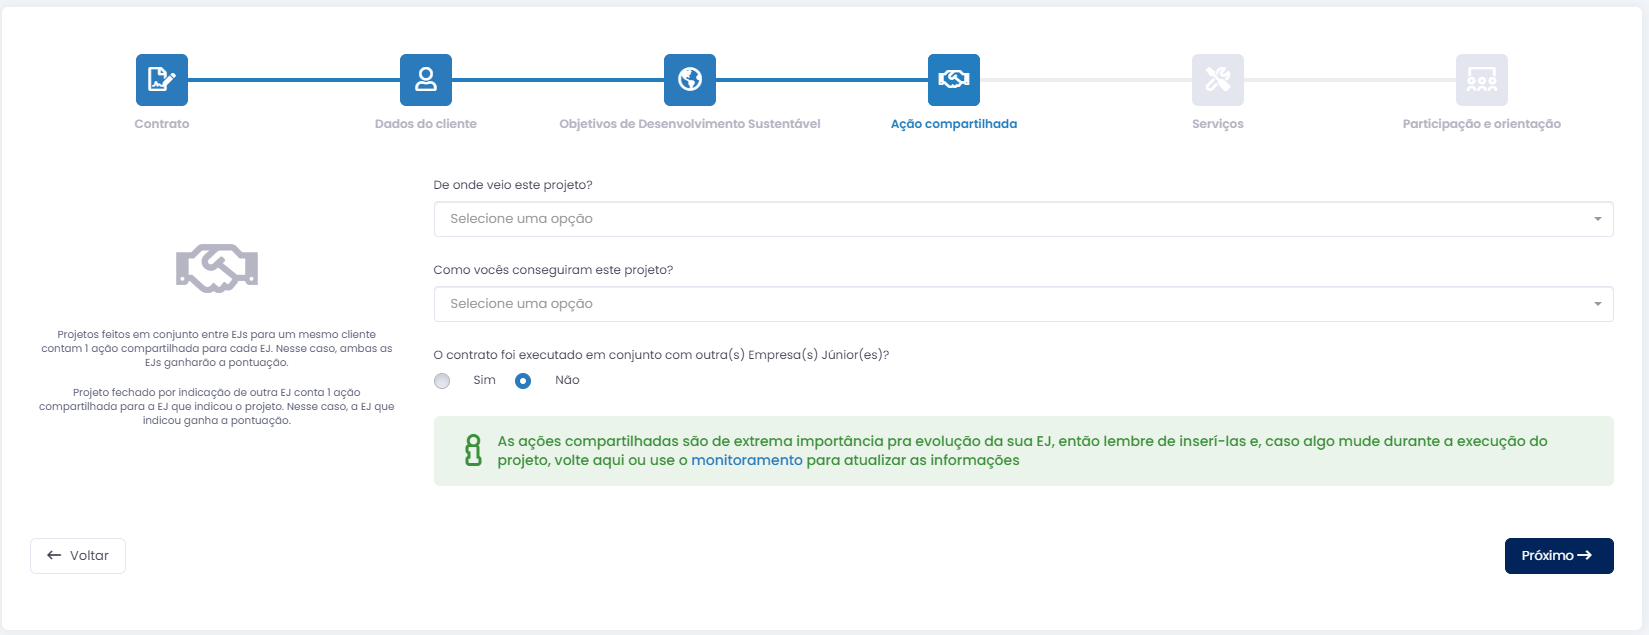 Contrato
Dados do cliente
Objetivos de Desenvolvimento Sustentável
Ação compartilhada
Serviços
Participação e orientação
Projetos feitos em conjunto entre EJs para um mesmo cliente
contam 1 ação compartilhada para cada EJ. Nesse caso, ambas as
EJs ganharão a pontuação.
Projeto fechado por indicação de outra EJ conta 1 ação
compartilhada para a EJ que indicou o projeto. Nesse caso, a EJ que
indicou ganha a pontuação.
De onde veio este projeto?
Selecione uma opção
Como vocês conseguiram este projeto?
Selecione uma opção
O contrato foi executado em conjunto com outra(s) Empresa(s) Júnior(es)?
Sim
Não
As ações compartilhadas são de extrema importância pra evolução da sua EJ, então lembre de inserí-las e, caso algo mude durante a execução do
projeto, volte aqui ou use o monitoramento para atualizar as informações
Voltar
Próximo